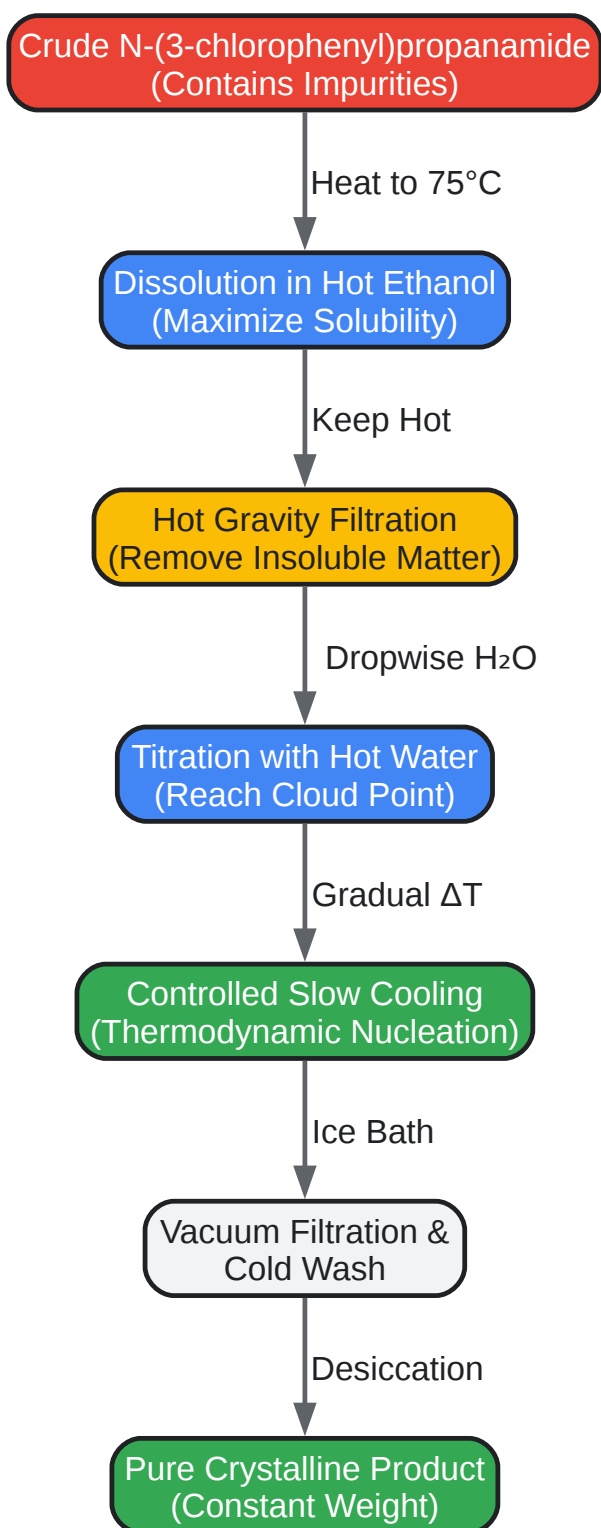 Crude N-(3-chlorophenyl)propanamide
(Contains Impurities)
Heat to 75°C
Dissolution in Hot Ethanol
(Maximize Solubility)
Keep Hot
Hot Gravity Filtration
(Remove Insoluble Matter)
Dropwise H₂O
Titration with Hot Water
(Reach Cloud Point)
Gradual ΔT
Controlled Slow Cooling
(Thermodynamic Nucleation)
Ice Bath
Vacuum Filtration &
Cold Wash
Desiccation
Pure Crystalline Product
(Constant Weight)